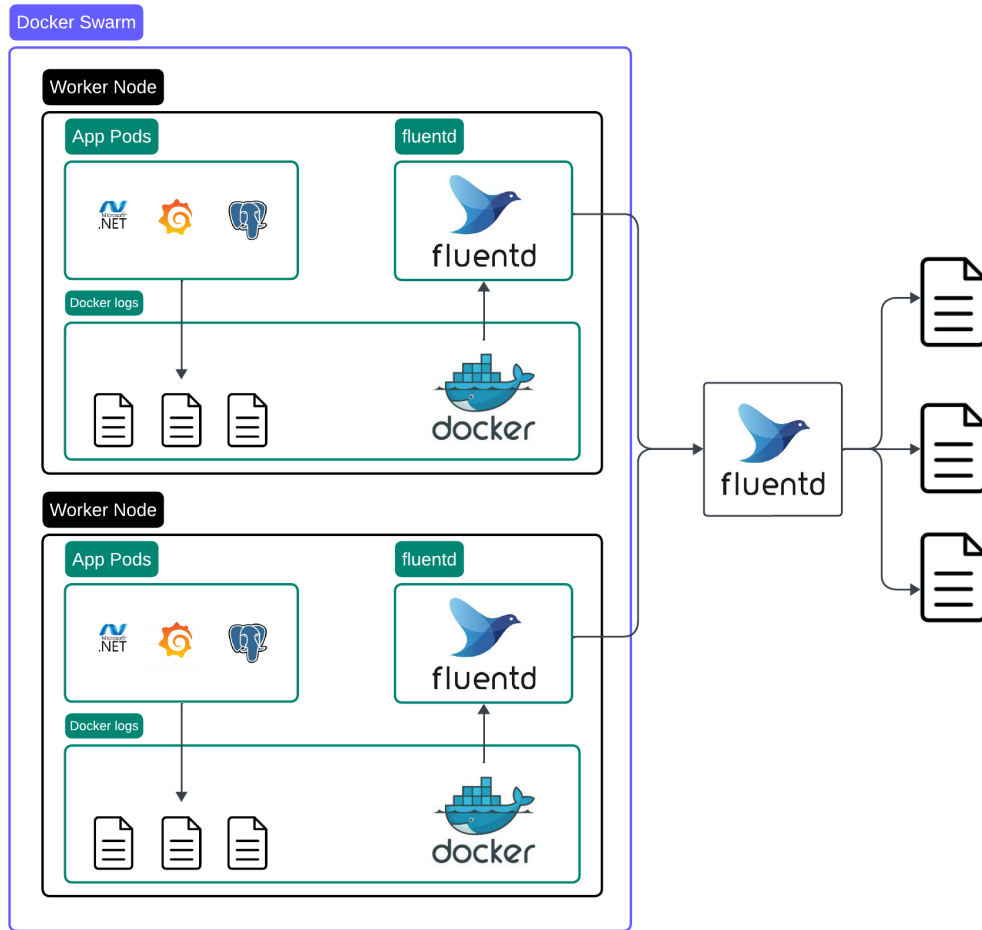 Docker Swarm
Worker Node
App Pods
fluentd
Microsoft
.NET
fluentd
Docker logs
docker
fluentd
Worker Node
App Pods
fluentd
Microsoft
.NET
fluentd
Docker logs
docker